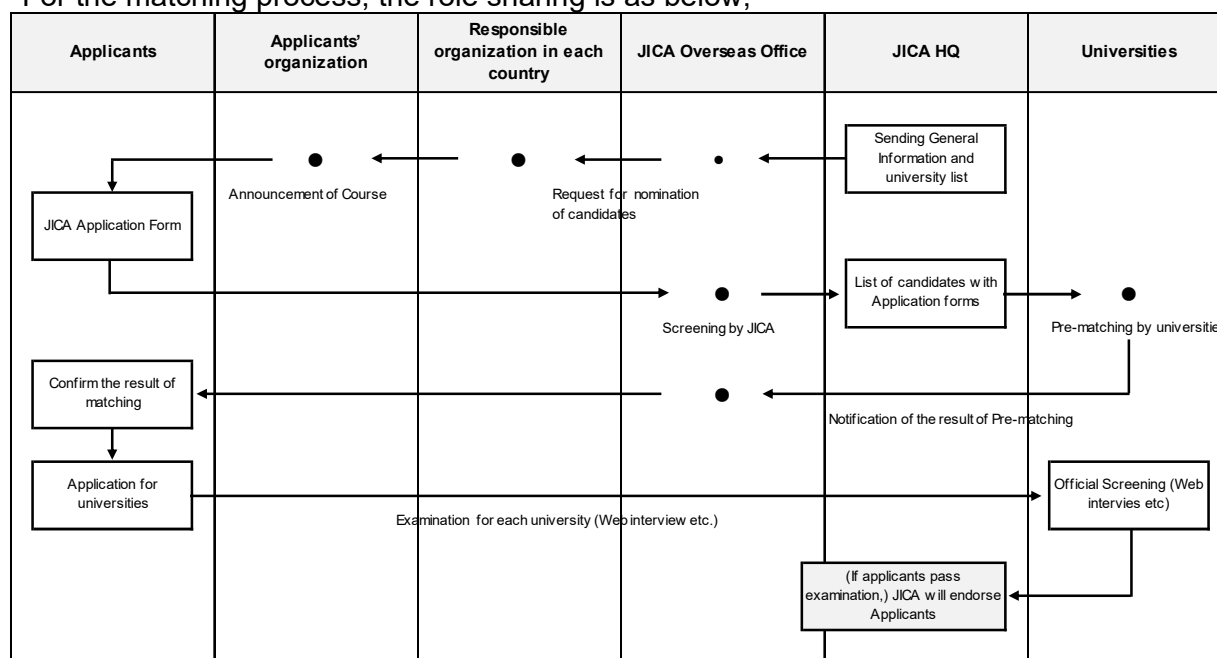 For the matching process, the role sharing is as below,
Applicants
Applicants'
organization
Responsible
organization in each
country
JICA Overseas Office
JICA HQ
Universities
Sending General
Information and
university list
Announcement of Course
Request for nomination
of candidates
JICA Application Form
List of candidates with
Application forms
Screening by JICA
Pre-matching by universitie
Confirm the result of
matching
Notification of the result of Pre-matching
Application for
universities
Official Screening (Web
intervies etc)
Examination for each university (Web interview etc.)
(If applicants pass
examination,) JICA will endorse
Applicants